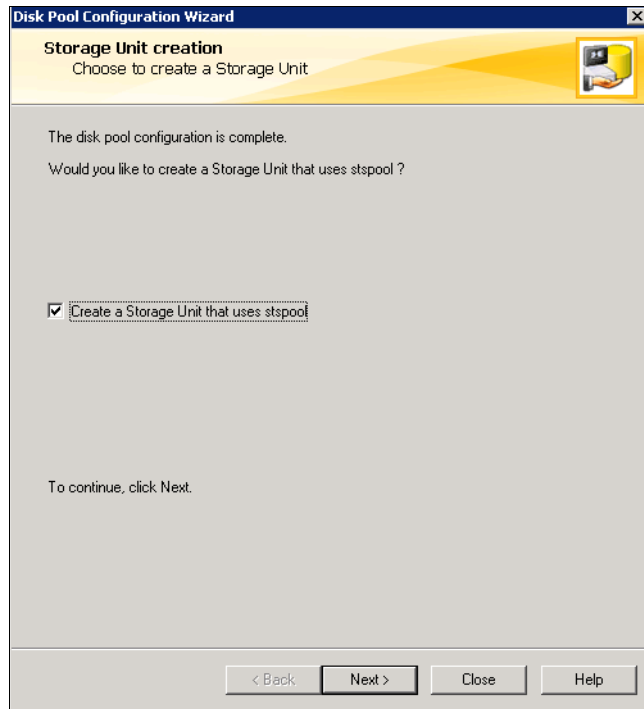 Disk Pool Configuration Wizard
Storage Unit creation
Choose to create a Storage Unit
The disk pool configuration is complete.
Would you like to create a Storage Unit that uses stspool ?
Create a Storage Unit that uses stspool
To continue, click Next.
< Back Next > Close Help